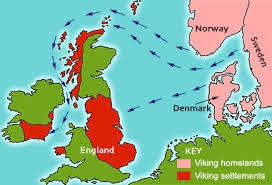 Norway
Sweden
Denmark
England
KEY
Viking homelands
Viking settlements